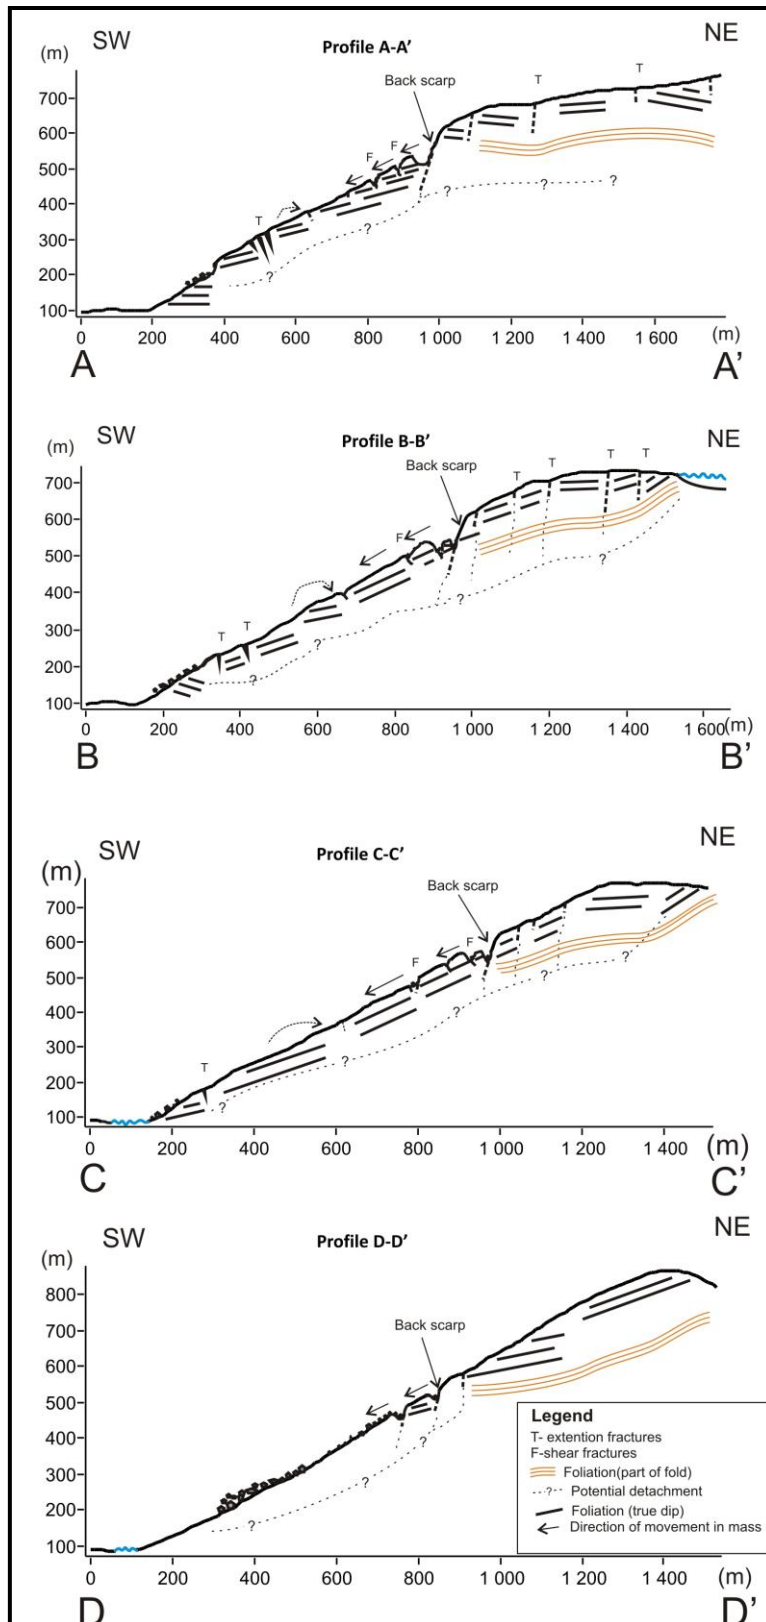 SW
Profile A-A'
NE
(m)
T
T
Back scarp
700
600
F
F
500
400
?
?
?
T
?
300
200
?
100
0 200 400 600 800 1 000 1 200 1 400 1 600 (m)
A A'
SW
Profile B-B'
NE
(m)
Back scarp
T
T
T
T
700
600
F
500
?
400
?
T
T
300
?
200
?
100
0 200 400 600 800 1 000 1 200 1 400 1 600(m)
B B'
SW
Profile C-C'
NE
(m)
Back scarp
700
600
F
F
500
?
?
400
?
300
?
T
200
?
100
0 200 400 600 800 1 000 1 200 1 400 (m)
C C'
SW
Profile D-D'
NE
(m)
800
700
Back scarp
600
500
?
400
?
300
200
?
100
0 200 400 600 800 1 000 1 200 1 400 (m)
D D'
Legend
T- extention fractures
F-shear fractures
Foliation(part of fold)
? Potential detachment
Foliation (true dip)
Direction of movement in mass